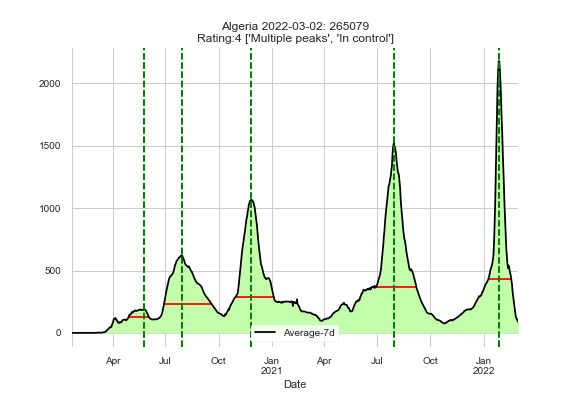 Algeria 2022-03-02: 265079
Rating:4 ['Multiple peaks', 'In control']
2000
1500
1000
500
0
Average-7d
Apr Jul Oct Jan Apr Jul Oct Jan
2021 2022
Date